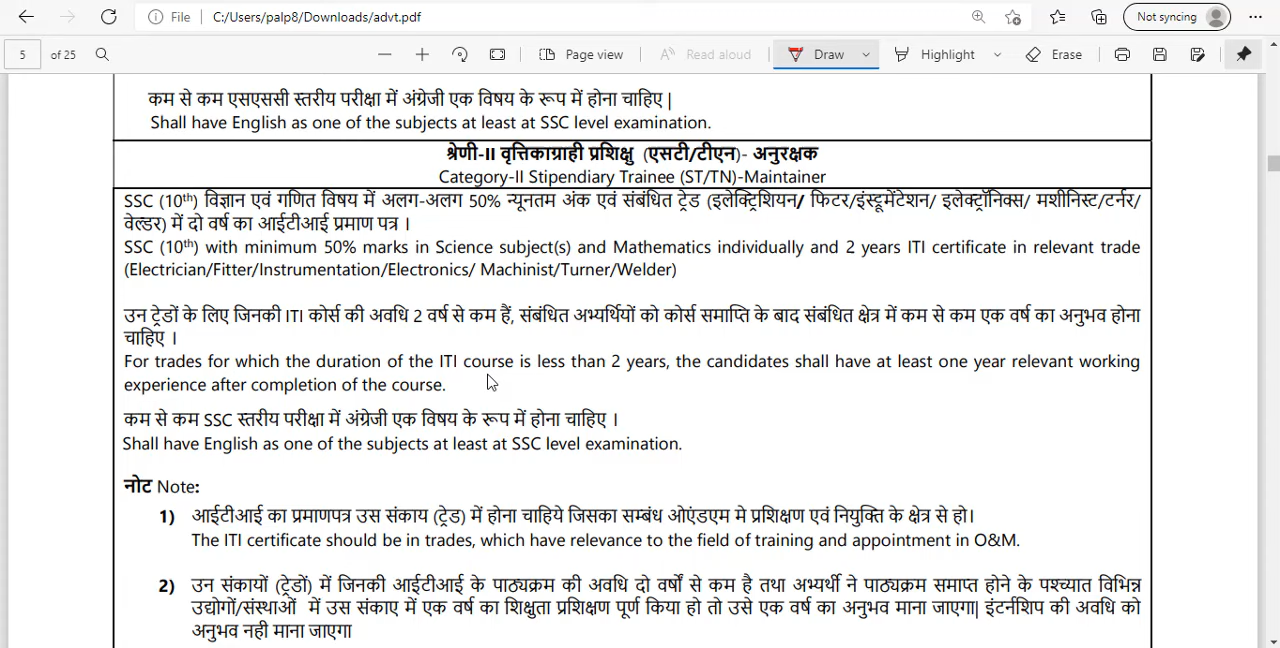 File
C:/Users/palp8/Downloads/advt.pdf
Not syncing
5
of 25
Page view
Read aloud
Draw
Highlight
Erase
कम से कम एसएससी स्तरीय परीक्षा में अंग्रेजी एक विषय के रूप में होना चाहिए |
Shall have English as one of the subjects at least at SSC level examination.
श्रेणी-II वृत्तिकाग्राही प्रशिक्षु (एसटी/टीएन)- अनुरक्षक
Category-II Stipendiary Trainee (ST/TN)-Maintainer
SSC (10th) विज्ञान एवं गणित विषय में अलग-अलग 50% न्यूनतम अंक एवं संबंधित ट्रेड (इलेक्ट्रिशियन/ फिटर/इंस्ट्रूमेंटेशन/ इलेक्ट्रॉनिक्स/ मशीनिस्ट/टर्नर/
वेल्डर) में दो वर्ष का आईटीआई प्रमाण पत्र ।
SSC (10th) with minimum 50% marks in Science subject(s) and Mathematics individually and 2 years ITI certificate in relevant trade
(Electrician/Fitter/Instrumentation/Electronics/ Machinist/Turner/Welder)
उन ट्रेडों के लिए जिनकी ITI कोर्स की अवधि 2 वर्ष से कम हैं, संबंधित अभ्यर्थियों को कोर्स समाप्ति के बाद संबंधित क्षेत्र में कम से कम एक वर्ष का अनुभव होना
चाहिए ।
For trades for which the duration of the ITI course is less than 2 years, the candidates shall have at least one year relevant working
experience after completion of the course.
कम से कम SSC स्तरीय परीक्षा में अंग्रेजी एक विषय के रूप में होना चाहिए ।
Shall have English as one of the subjects at least at SSC level examination.
नोट Note:
1) आईटीआई का प्रमाणपत्र उस संकाय (ट्रेड) में होना चाहिये जिसका सम्बंध ओएंडएम मे प्रशिक्षण एवं नियुक्ति के क्षेत्र से हो।
The ITI certificate should be in trades, which have relevance to the field of training and appointment in O&M.
2) उन संकायों (ट्रेडों) में जिनकी आईटीआई के पाठ्यक्रम की अवधि दो वर्षों से कम है तथा अभ्यर्थी ने पाठ्यक्रम समाप्त होने के पश्च्यात विभिन्न
उद्योगों/संस्थाओं में उस संकाए में एक वर्ष का शिक्षुता प्रशिक्षण पूर्ण किया हो तो उसे एक वर्ष का अनुभव माना जाएगा| इंटर्नशिप की अवधि को
अनुभव नही माना जाएगा